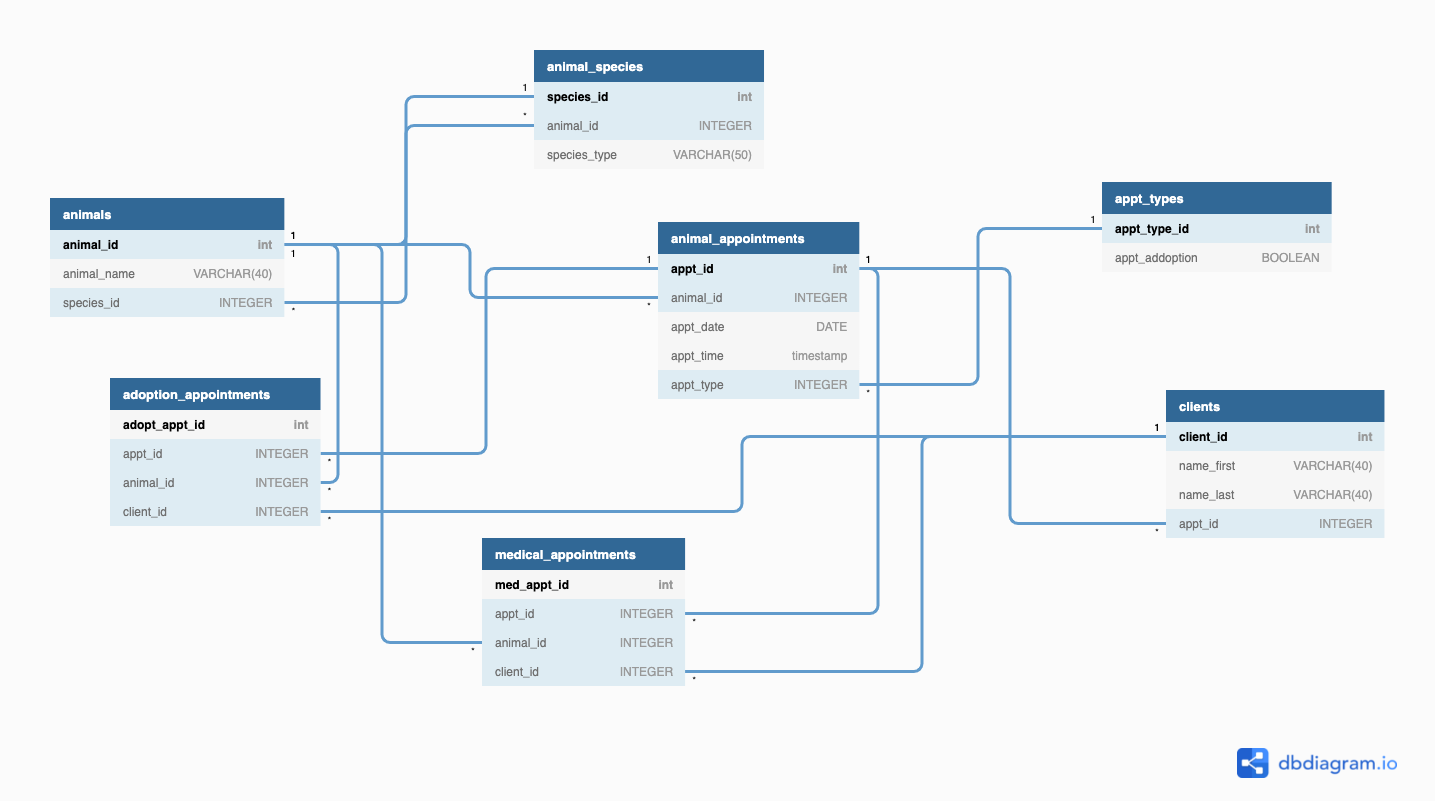 animal_species
1
species_id int
*
animal_id INTEGER
species_type VARCHAR(50)
animals
1
animal_id int
1
animal_name VARCHAR(40)
species_id INTEGER
*
animal_appointments
1
appt_id int
1
animal_id INTEGER
*
appt_date DATE
appt_time timestamp
appt_type INTEGER
*
appt_types
1
appt_type_id int
appt_addoption BOOLEAN
adoption_appointments
adopt_appt_id int
appt_id INTEGER
*
animal_id INTEGER
*
client_id INTEGER
*
clients
1
client_id int
name_first VARCHAR(40)
name_last VARCHAR(40)
appt_id INTEGER
*
medical_appointments
med_appt_id int
appt_id INTEGER
*
animal_id INTEGER
*
client_id INTEGER
*
dbdiagram.io